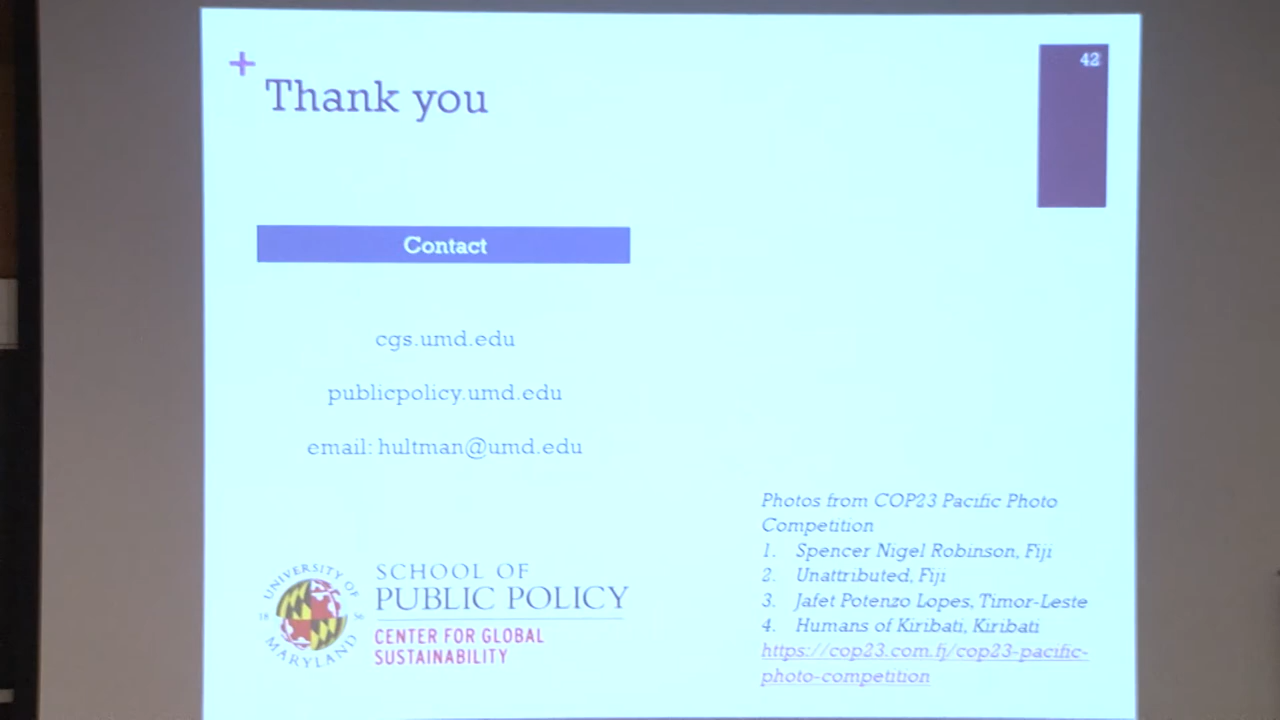 +
Thank you
42
Contact
cgs.umd.edu
publicpolicy.umd.edu
email: hultman@umd.edu
Photos from COP23 Pacific Photo
Competition
1. Spencer Nigel Robinson, Fiji
2. Unattributed, Fiji
3. Jafet Potenzo Lopes, Timor-Leste
4. Humans of Kiribati, Kiribati
https://cop23.com.fj/cop23-pacific-
photo-competition
UNIVERSITY OF
18 56
MARYLAND
SCHOOL OF
PUBLIC POLICY
CENTER FOR GLOBAL
SUSTAINABILITY